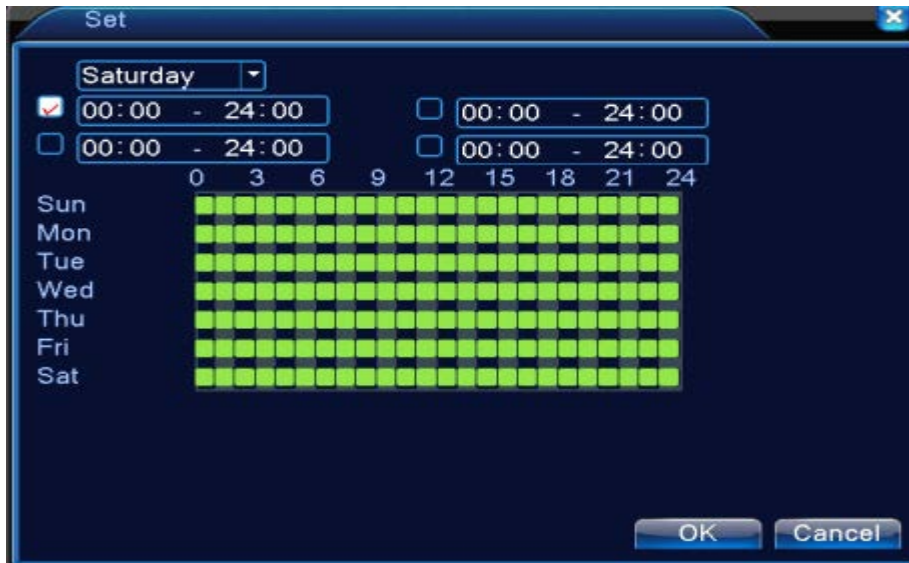 Set
Saturday
00:00 - 24:00 00:00 - 24:00
00:00 - 24:00 00:00 - 24:00
0 3 6 9 12 15 18 21 24
Sun
Mon
Tue
Wed
Thu
Fri
Sat
OK Cancel